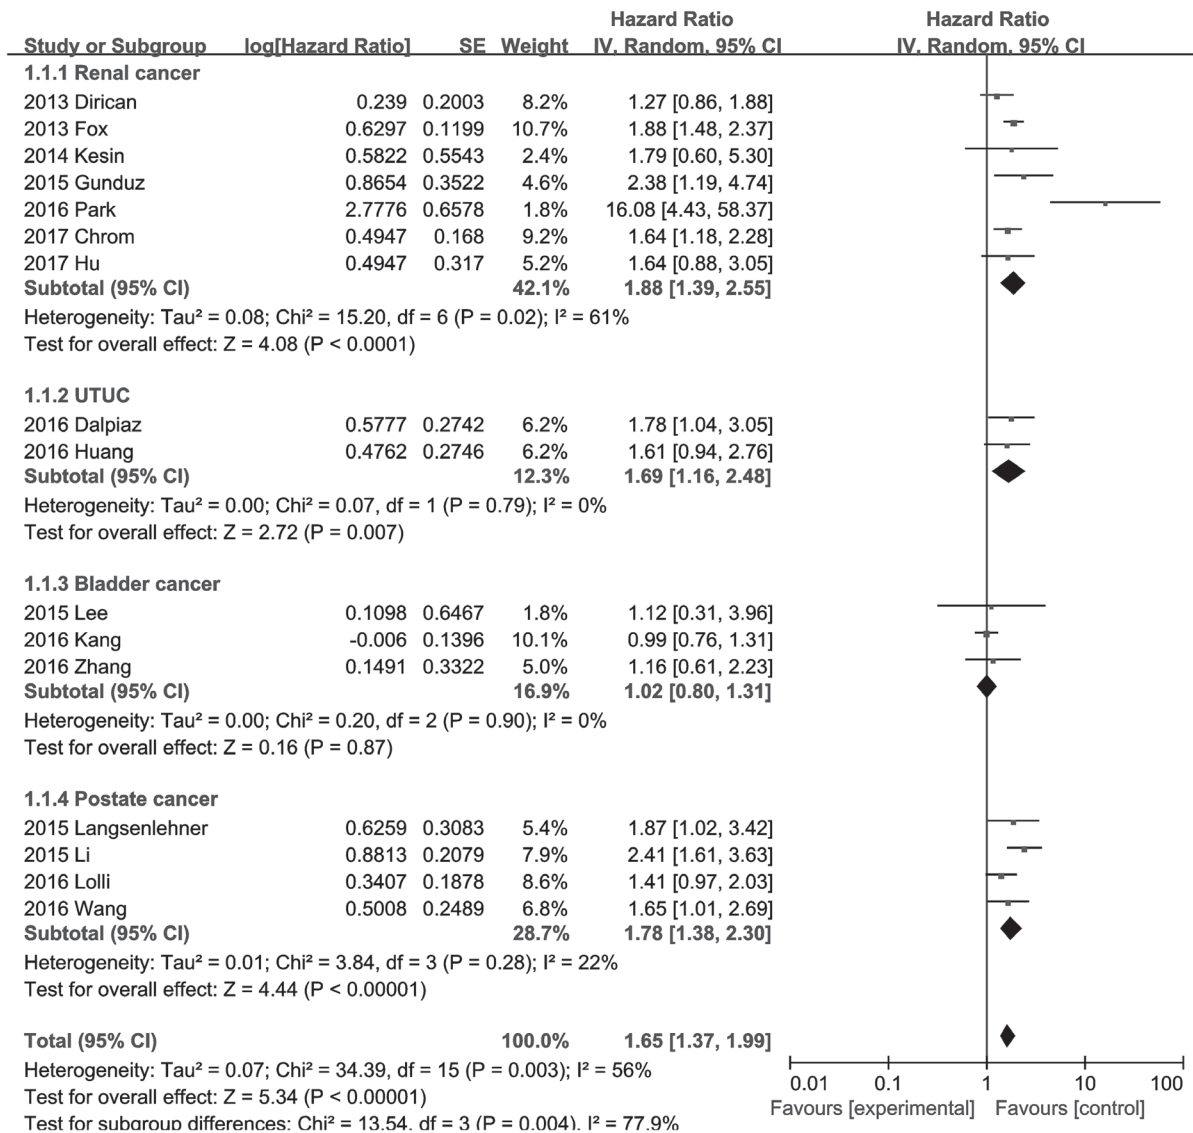 Hazard Ratio Hazard Ratio
Study or Subgroup log[Hazard Ratio] SE Weight IV, Random, 95% CI IV, Random, 95% CI
1.1.1 Renal cancer
2013 Dirican 0.239 0.2003 8.2% 1.27 [0.86, 1.88]
2013 Fox 0.6297 0.1199 10.7% 1.88 [1.48, 2.37]
2014 Kesin 0.5822 0.5543 2.4% 1.79 [0.60, 5.30]
2015 Gunduz 0.8654 0.3522 4.6% 2.38 [1.19, 4.74]
2016 Park 2.7776 0.6578 1.8% 16.08 [4.43, 58.37]
2017 Chrom 0.4947 0.168 9.2% 1.64 [1.18, 2.28]
2017 Hu 0.4947 0.317 5.2% 1.64 [0.88, 3.05]
Subtotal (95% CI) 42.1% 1.88 [1.39, 2.55]
Heterogeneity: Tau² = 0.08; Chi² = 15.20, df = 6 (P = 0.02); I² = 61%
Test for overall effect: Z = 4.08 (P < 0.0001)
1.1.2 UTUC
2016 Dalpiaz 0.5777 0.2742 6.2% 1.78 [1.04, 3.05]
2016 Huang 0.4762 0.2746 6.2% 1.61 [0.94, 2.76]
Subtotal (95% CI) 12.3% 1.69 [1.16, 2.48]
Heterogeneity: Tau² = 0.00; Chi² = 0.07, df = 1 (P = 0.79); I² = 0%
Test for overall effect: Z = 2.72 (P = 0.007)
1.1.3 Bladder cancer
2015 Lee 0.1098 0.6467 1.8% 1.12 [0.31, 3.96]
2016 Kang -0.006 0.1396 10.1% 0.99 [0.76, 1.31]
2016 Zhang 0.1491 0.3322 5.0% 1.16 [0.61, 2.23]
Subtotal (95% CI) 16.9% 1.02 [0.80, 1.31]
Heterogeneity: Tau² = 0.00; Chi² = 0.20, df = 2 (P = 0.90); I² = 0%
Test for overall effect: Z = 0.16 (P = 0.87)
1.1.4 Postate cancer
2015 Langsenlehner 0.6259 0.3083 5.4% 1.87 [1.02, 3.42]
2015 Li 0.8813 0.2079 7.9% 2.41 [1.61, 3.63]
2016 Lolli 0.3407 0.1878 8.6% 1.41 [0.97, 2.03]
2016 Wang 0.5008 0.2489 6.8% 1.65 [1.01, 2.69]
Subtotal (95% CI) 28.7% 1.78 [1.38, 2.30]
Heterogeneity: Tau² = 0.01; Chi² = 3.84, df = 3 (P = 0.28); I² = 22%
Test for overall effect: Z = 4.44 (P < 0.00001)
Total (95% CI) 100.0% 1.65 [1.37, 1.99]
Heterogeneity: Tau² = 0.07; Chi² = 34.39, df = 15 (P = 0.003); I² = 56%
Test for overall effect: Z = 5.34 (P < 0.00001)
Test for subgroup differences: Chi² = 13.54, df = 3 (P = 0.004), I² = 77.9%
0.01 0.1 1 10 100
Favours [experimental] Favours [control]